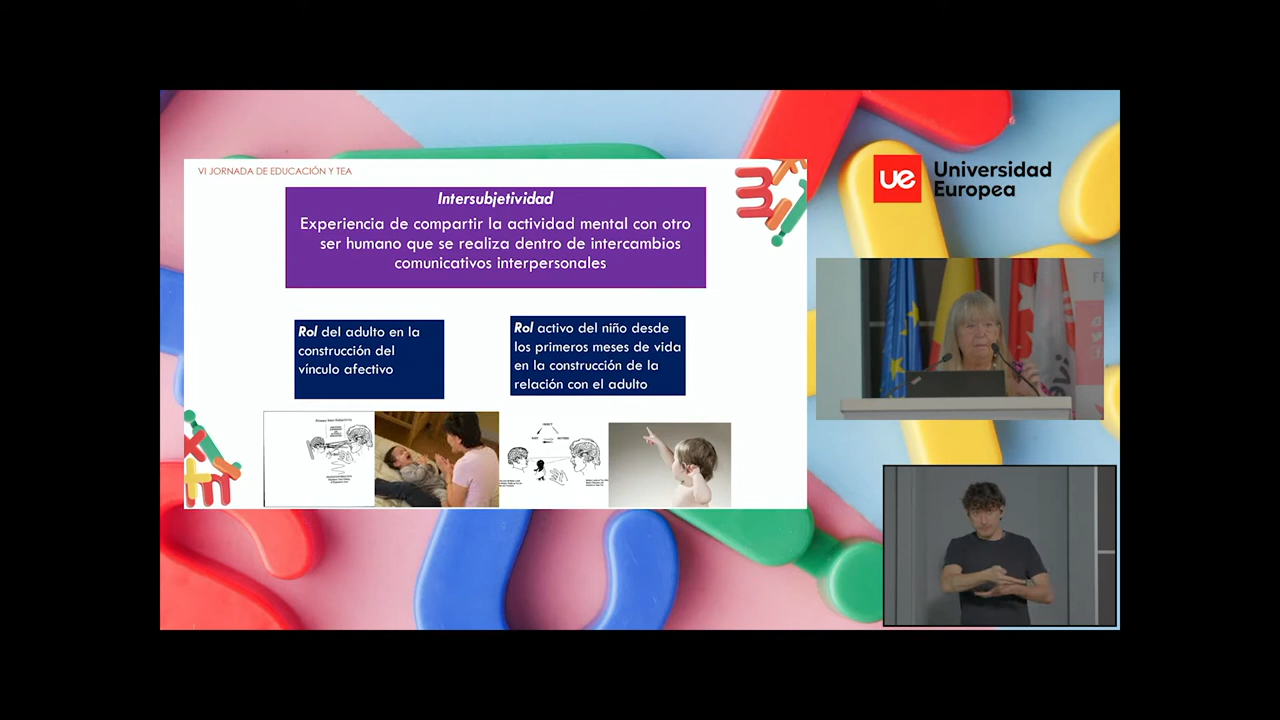 VI JORNADA DE EDUCACIÓN Y TEA
Intersubjetividad
Experiencia de compartir la actividad mental con otro
ser humano que se realiza dentro de intercambios
comunicativos interpersonales
Rol del adulto en la
construcción del
vínculo afectivo
Rol activo del niño desde
los primeros meses de vida
en la construcción de la
relación con el adulto
ue Universidad
Europea